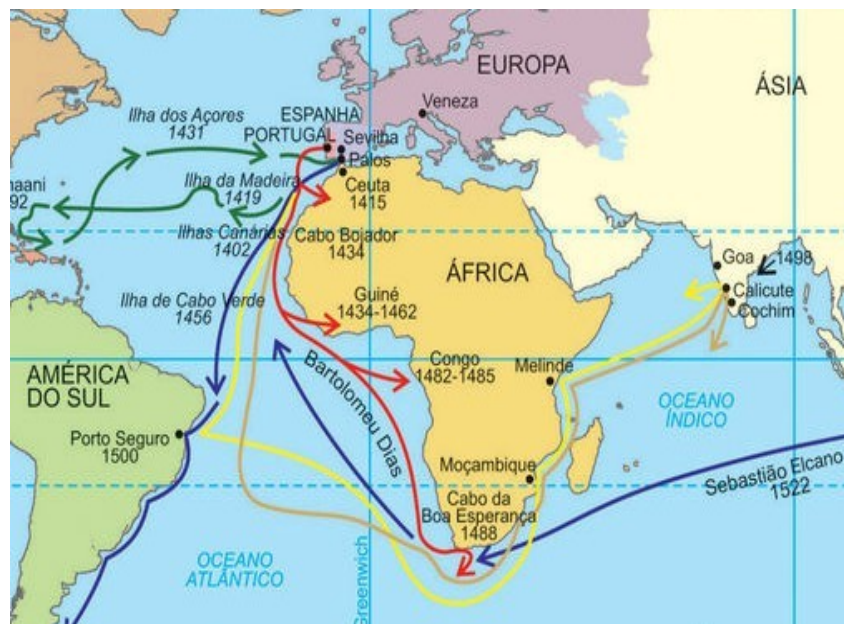 EUROPA
ÁSIA
Veneza
Ilha dos Açores
1431
ESPANHA
PORTUGAL
Sevilha
Palos
Ilha da Madeira
1419
Ceuta
1415
Ilhas Canárias
1402
Cabo Bojador
1434
Goa
1498
Calicute
Cochim
ÁFRICA
Ilha de Cabo Verde
1456
Guiné
1434-1462
Congo
1482-1485
Melinde
AMÉRICA
DO SUL
Bartolomeu Dias
OCEANO
ÍNDICO
Porto Seguro
1500
Moçambique
Sebastião Elcano
1522
Cabo da
Boa Esperança
1488
OCEANO
ATLÂNTICO
Greenwich